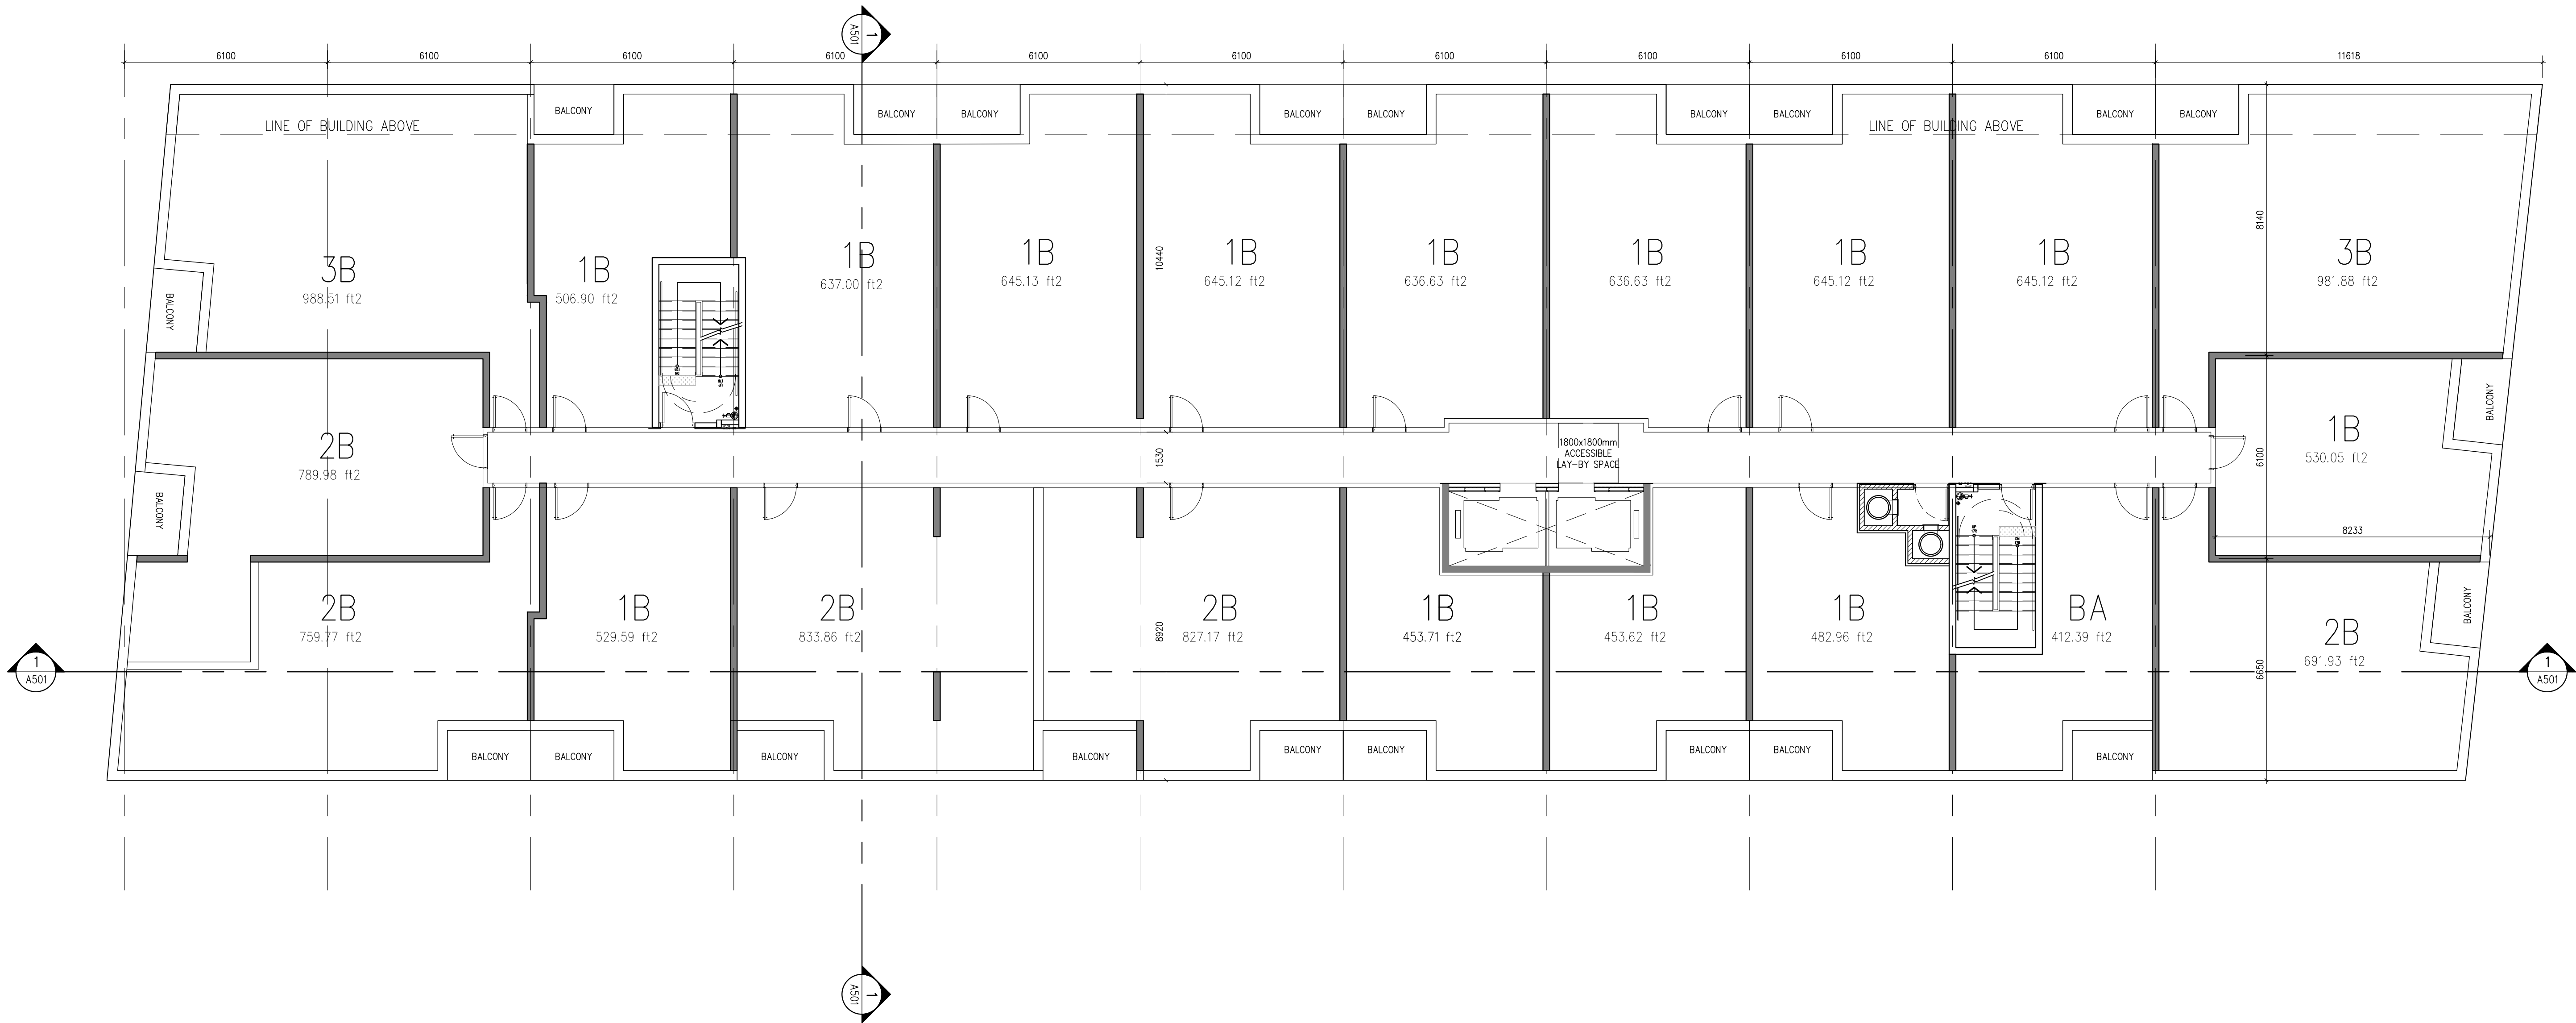 1
A501
6100
6100
6100
6100
6100
6100
6100
6100
6100
6100
11618
BALCONY
BALCONY
BALCONY
BALCONY
BALCONY
BALCONY
BALCONY
BALCONY
BALCONY
LINE OF BUILDING ABOVE
LINE OF BUILDING ABOVE
3B
988.51 ft2
1B
506.90 ft2
1B
637.00 ft2
1B
645.13 ft2
10440
1B
645.12 ft2
1B
636.63 ft2
1B
636.63 ft2
1B
645.12 ft2
1B
645.12 ft2
8140
3B
981.88 ft2
BALCONY
BALCONY
2B
789.98 ft2
1530
1800x1800mm
ACCESSIBLE
LAY-BY SPACE
6100
1B
530.05 ft2
BALCONY
8233
BALCONY
2B
759.77 ft2
1B
529.59 ft2
2B
833.86 ft2
8920
2B
827.17 ft2
1B
453.71 ft2
1B
453.62 ft2
1B
482.96 ft2
BA
412.39 ft2
6650
2B
691.93 ft2
BALCONY
1
A501
1
A501
BALCONY
BALCONY
BALCONY
BALCONY
BALCONY
BALCONY
BALCONY
BALCONY
BALCONY
1
A501